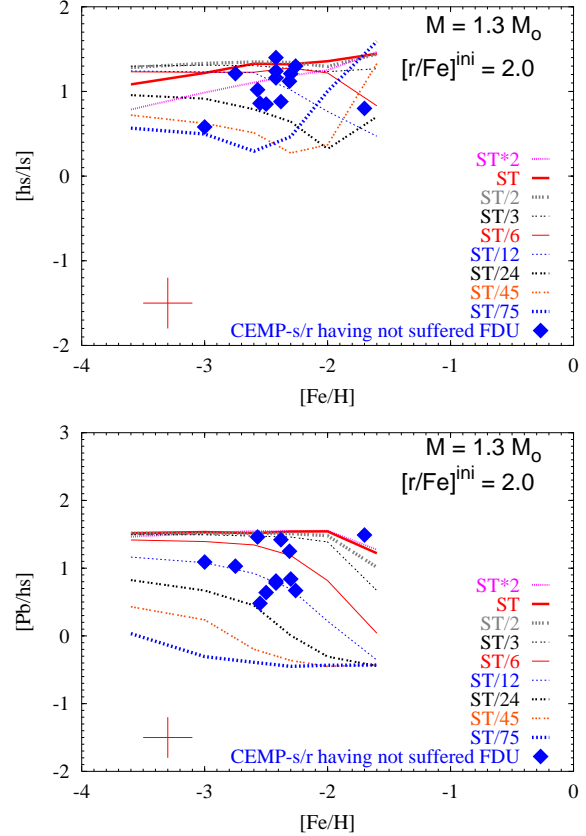 M = 1.3 M_o
[r/Fe]^ini = 2.0
2
1
0
1
2
[hs/ls]
ST*2
ST
ST/2
ST/3
ST/6
ST/12
ST/24
ST/45
ST/75
CEMP-s/r having not suffered FDU
-4 -3 -2 -1 0
[Fe/H]
M = 1.3 M_o
[r/Fe]^ini = 2.0
3
2
1
0
-1
-2
[Pb/hs]
ST*2
ST
ST/2
ST/3
ST/6
ST/12
ST/24
ST/45
ST/75
CEMP-s/r having not suffered FDU
-4 -3 -2 -1 0
[Fe/H]